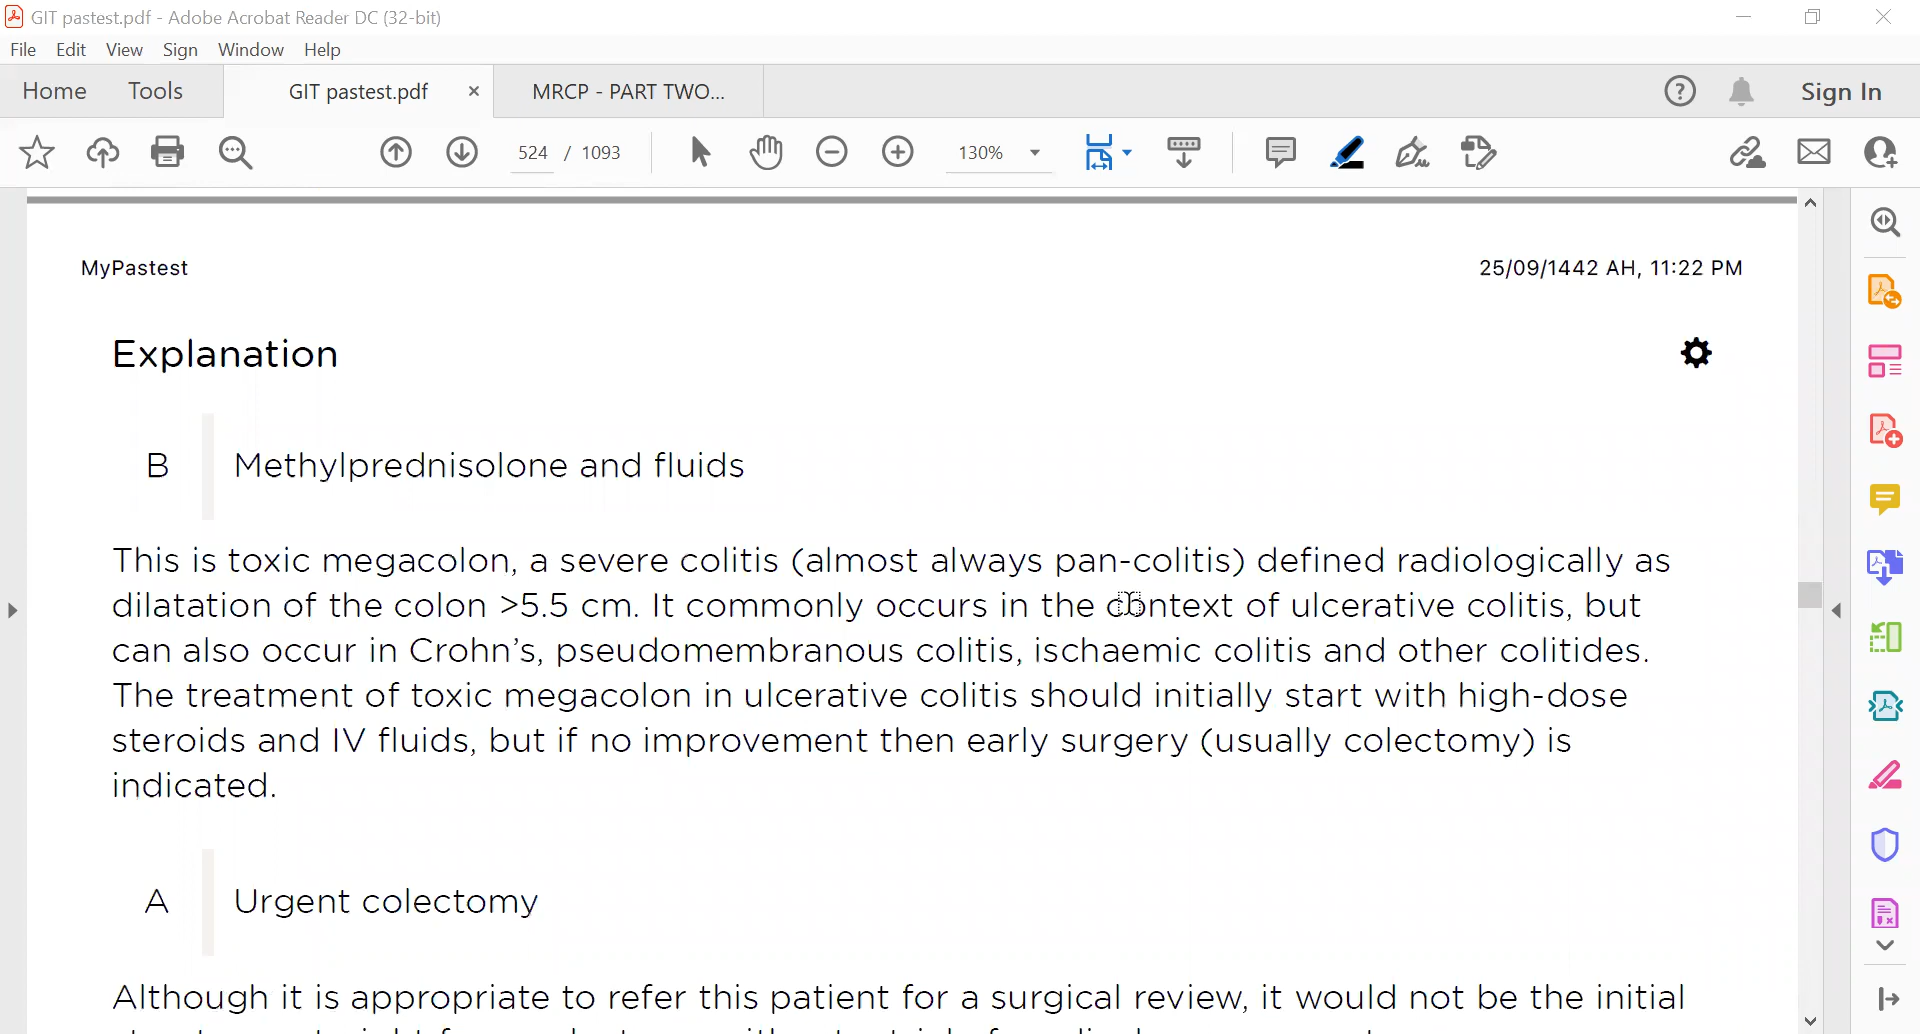 GIT pastest.pdf - Adobe Acrobat Reader DC (32-bit)
File Edit View Sign Window Help
Home Tools GIT pastest.pdf × MRCP - PART TWO... Sign In
524 / 1093 130%
MyPastest 25/09/1442 AH, 11:22 PM
Explanation
B Methylprednisolone and fluids
This is toxic megacolon, a severe colitis (almost always pan-colitis) defined radiologically as
dilatation of the colon >5.5 cm. It commonly occurs in the context of ulcerative colitis, but
can also occur in Crohn’s, pseudomembranous colitis, ischaemic colitis and other colitides.
The treatment of toxic megacolon in ulcerative colitis should initially start with high-dose
steroids and IV fluids, but if no improvement then early surgery (usually colectomy) is
indicated.
A Urgent colectomy
Although it is appropriate to refer this patient for a surgical review, it would not be the initial